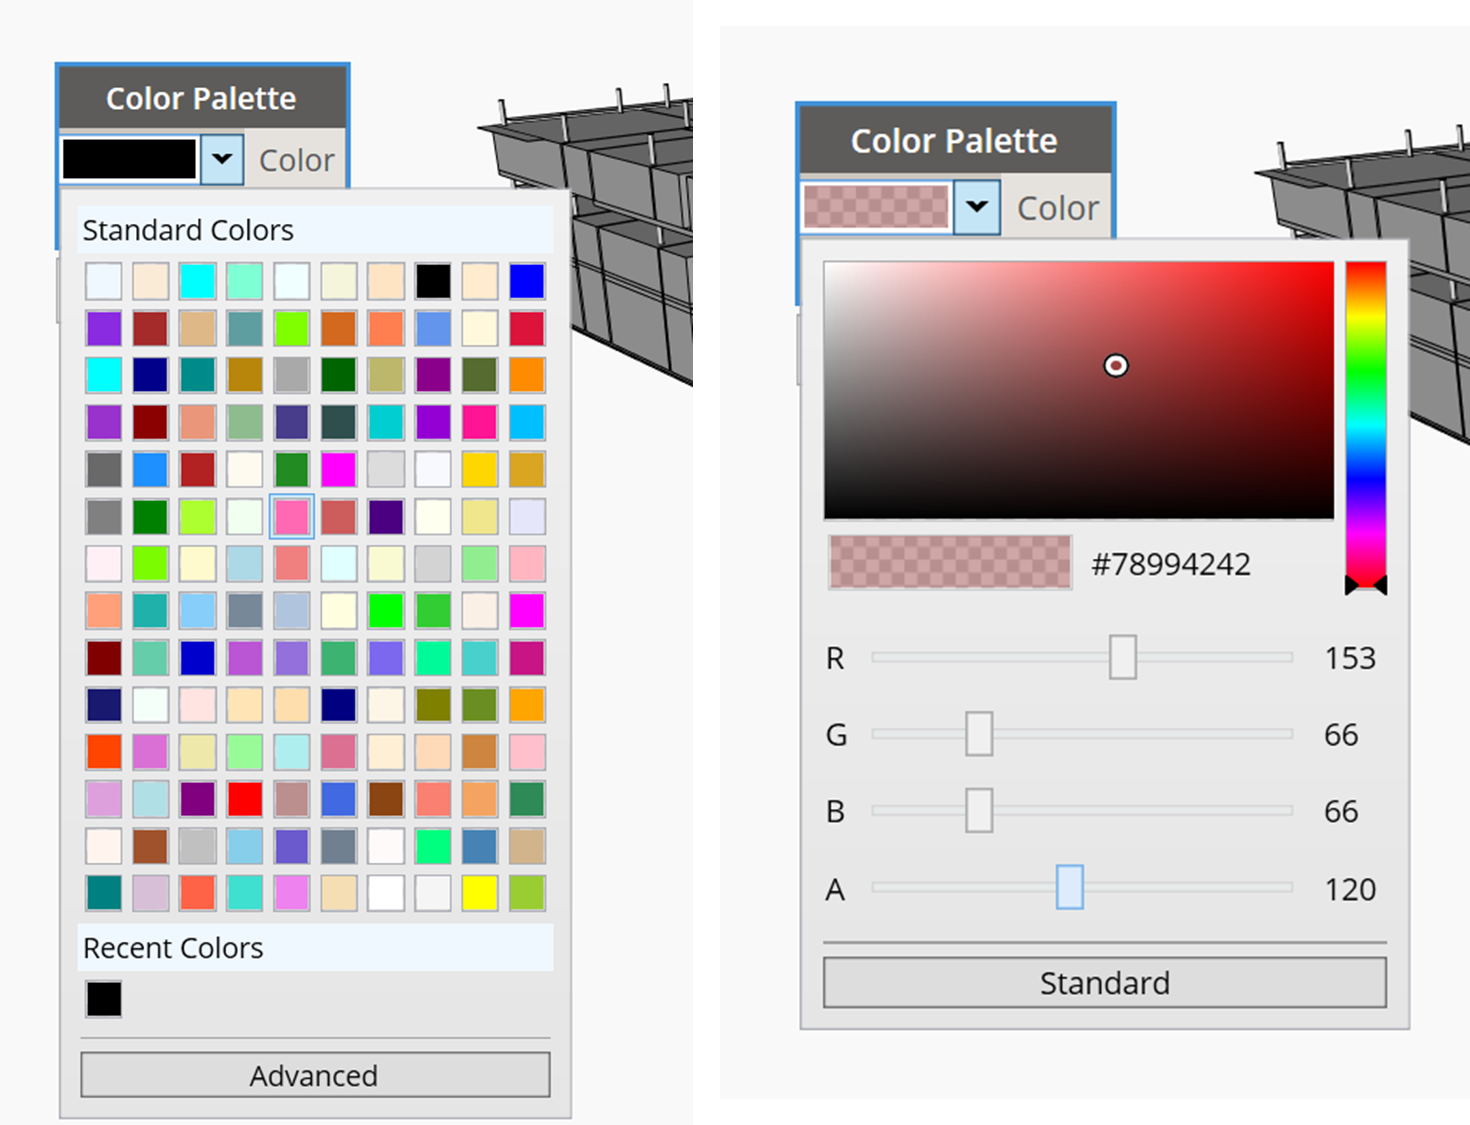 Color Palette
Color
Standard Colors
Recent Colors
Advanced
Color Palette
Color
#78994242
R 153
G 66
B 66
A 120
Standard